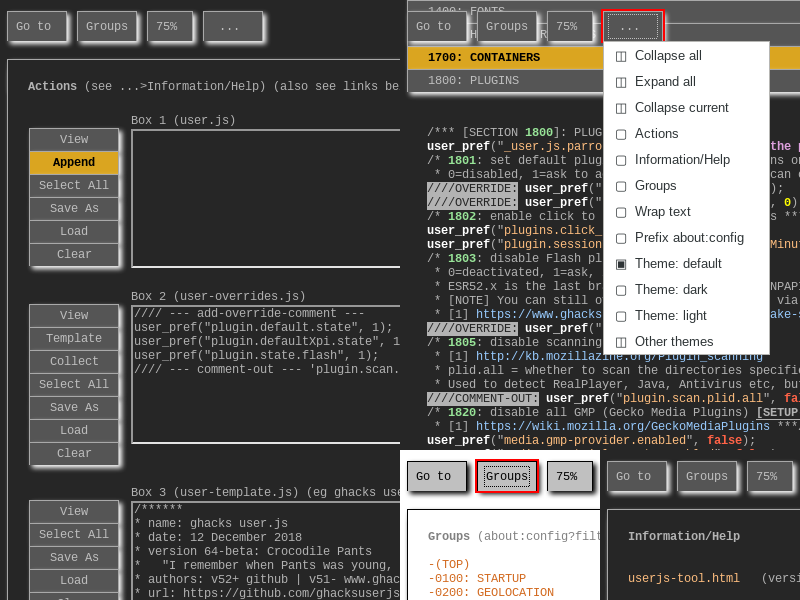 Go to
Groups
75%
...
Actions (see ...>Information/Help) (also see links be
Box 1 (user.js)
View
Append
Select All
Save As
Load
Clear
Box 2 (user-overrides.js)
View
Template
Collect
Select All
Save As
Load
Clear
//// --- add-override-comment ---
user_pref("plugin.default.state", 1);
user_pref("plugin.defaultXpi.state", 1
user_pref("plugin.state.flash", 1);
//// --- comment-out --- 'plugin.scan.
Box 3 (user-template.js) (eg ghacks use
View
Select All
Save As
Load
/******
* name: ghacks user.js
* date: 12 December 2018
* version 64-beta: Crocodile Pants
*   "I remember when Pants was young,
* authors: v52+ github | v51- www.ghac
* url: https://github.com/ghacksuserjs
1400: FONTS
Go to
Groups
75%
...
1700: CONTAINERS
1800: PLUGINS
Collapse all
Expand all
Collapse current
Actions
Information/Help
Groups
Wrap text
Prefix about:config
Theme: default
Theme: dark
Theme: light
Other themes
/*** [SECTION 1800]: PLUG
user_pref("_user.js.parro the p
/* 1801: set default plug ns o
* 0=disabled, 1=ask to a can
////OVERRIDE: user_pref(" );
////OVERRIDE: user_pref(" , 0)
/* 1802: enable click to s **
user_pref("plugins.click_
user_pref("plugin.session Minut
/* 1803: disable Flash pl
* 0=deactivated, 1=ask,
* ESR52.x is the last br NPAPI
* [NOTE] You can still o via
* [1] https://www.ghacks ake-s
////OVERRIDE: user_pref("
/* 1805: disable scanning
* [1] http://kb.mozillazine.org/Plugin_scanning
* plid.all = whether to scan the directories specifi
* Used to detect RealPlayer, Java, Antivirus etc, bu
////COMMENT-OUT: user_pref("plugin.scan.plid.all", fal
/* 1820: disable all GMP (Gecko Media Plugins) [SETUP
* [1] https://wiki.mozilla.org/GeckoMediaPlugins ***/
user_pref("media.gmp-provider.enabled", false);
Go to
Groups
75%
Groups (about:config?filt
-(TOP)
-0100: STARTUP
-0200: GEOLOCATION
Go to
Groups
75%
Information/Help
userjs-tool.html (versi